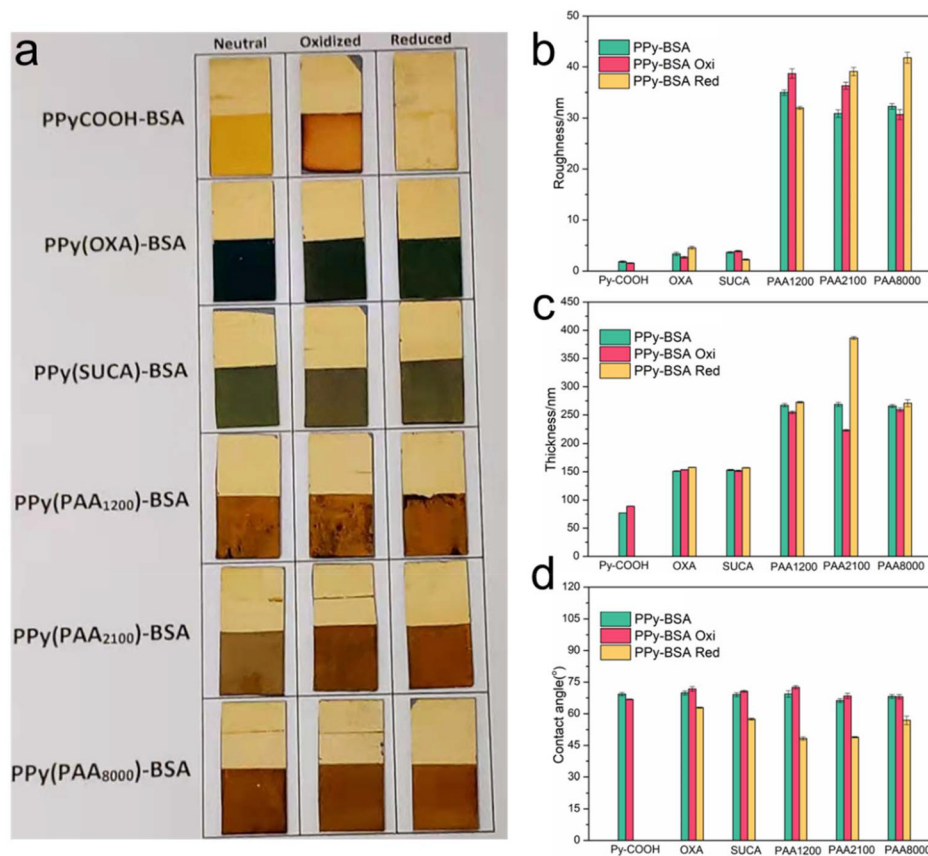 a
Neutral Oxidized Reduced
PPyCOOH-BSA
PPy(OXA)-BSA
PPy(SUCA)-BSA
PPy(PAA₁₂₀₀)-BSA
PPy(PAA₂₁₀₀)-BSA
PPy(PAA₈₀₀₀)-BSA
b
50
40
30
20
10
0
Roughness/nm
PPy-BSA
PPy-BSA Oxi
PPy-BSA Red
Py-COOH OXA SUCA PAA1200 PAA2100 PAA8000
c
450
400
350
300
250
200
150
100
50
0
Thickness/nm
PPy-BSA
PPy-BSA Oxi
PPy-BSA Red
Py-COOH OXA SUCA PAA1200 PAA2100 PAA8000
d
120
105
90
75
60
45
30
15
0
Contact angle(°)
PPy-BSA
PPy-BSA Oxi
PPy-BSA Red
Py-COOH OXA SUCA PAA1200 PAA2100 PAA8000